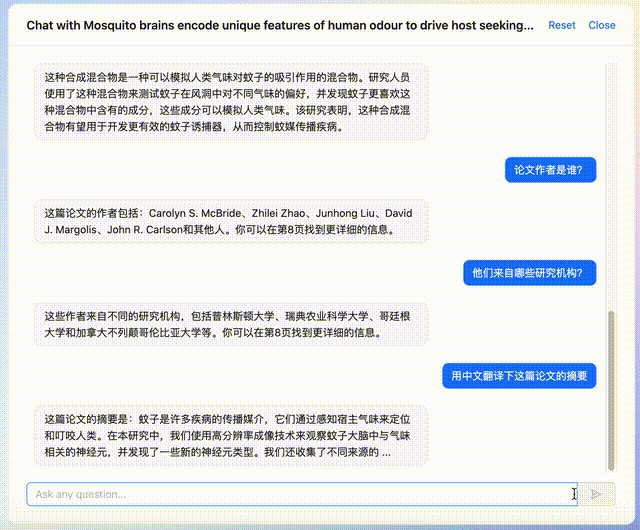 Chat with Mosquito brains encode unique features of human odour to drive host seeking... Reset Close
这种合成混合物是一种可以模拟人类气味对蚊子的吸引作用的混合物。研究人员
使用了这种混合物来测试蚊子在风洞中对不同气味的偏好，并发现蚊子更喜欢这
种混合物中含有的成分，这些成分可以模拟人类气味。该研究表明，这种合成混
合物有望用于开发更有效的蚊子诱捕器，从而控制蚊媒传播疾病。
论文作者是谁？
这篇论文的作者包括：Carolyn S. McBride、Zhilei Zhao、Junhong Liu、David
J. Margolis、John R. Carlson和其他人。你可以在第8页找到更详细的信息。
他们来自哪些研究机构？
这些作者来自不同的研究机构，包括普林斯顿大学、瑞典农业科学大学、哥廷根
大学和加拿大不列颠哥伦比亚大学等。你可以在第8页找到更详细的信息。
用中文翻译下这篇论文的摘要
这篇论文的摘要是：蚊子是许多疾病的传播媒介，它们通过感知宿主气味来定位
和叮咬人类。在本研究中，我们使用高分辨率成像技术来观察蚊子大脑中与气味
相关的神经元，并发现了一些新的神经元类型。我们还收集了不同来源的 ...
Ask any question...